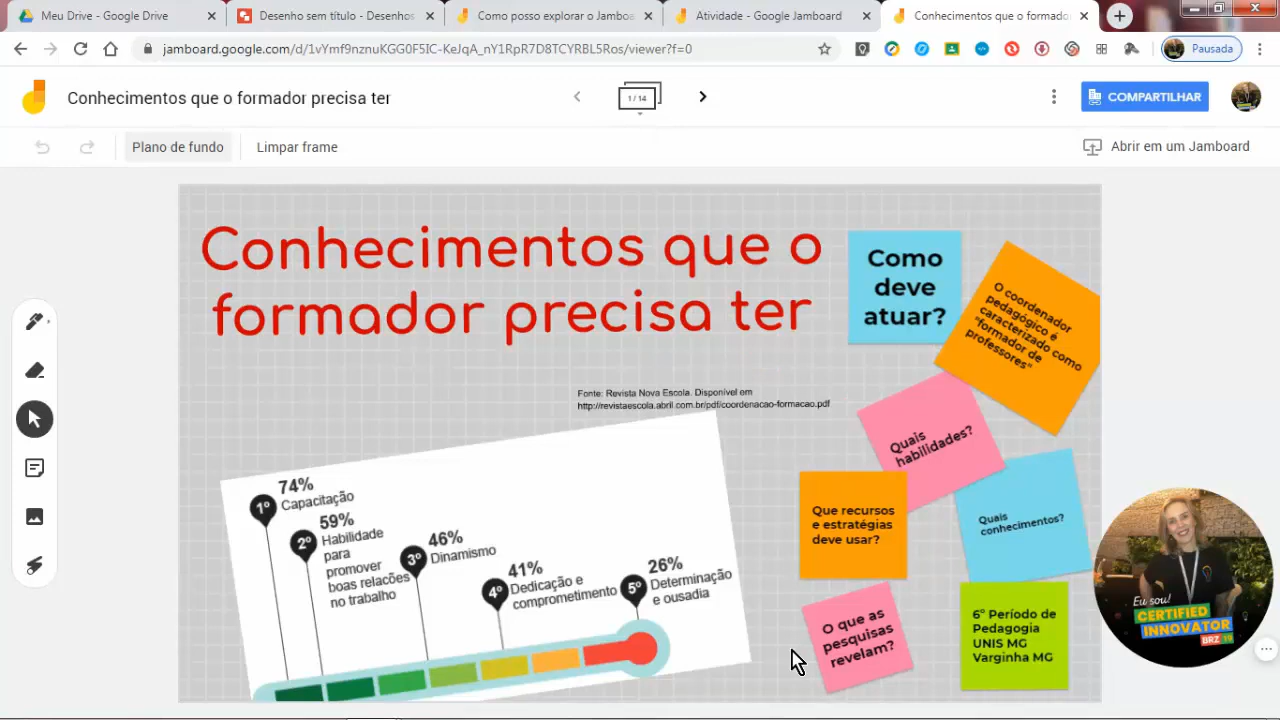 Meu Drive - Google Drive
Desenho sem título - Desenhos
Como posso explorar o Jamboa
Atividade - Google Jamboard
Conhecimentos que o formado
jamboard.google.com/d/1vYmf9nznuKGG0F5IC-KeJqA_nY1RpR7D8TCYRBL5Ros/viewer?f=0
Pausada
Conhecimentos que o formador precisa ter
1 / 14
COMPARTILHAR
Plano de fundo
Limpar frame
Abrir em um Jamboard
Conhecimentos que o
formador precisa ter
Como
deve
atuar?
O coordenador
pedagógico é
caracterizado como
"formador de
professores"
Fonte: Revista Nova Escola. Disponível em
http://revistaescola.abril.com.br/pdf/coordenacao-formacao.pdf
Quais
habilidades?
1º
74%
Capacitação
2º
59%
Habilidade
para
promover
boas relacões
no trabalho
3º
46%
Dinamismo
4º
41%
Dedicação e
comprometimento
5º
26%
Determinação
e ousadia
Que recursos
e estratégias
deve usar?
Quais
conhecimentos?
O que as
pesquisas
revelam?
6º Período de
Pedagogia
UNIS MG
Varginha MG
Eu sou!
CERTIFIED
INNOVATOR
BRZ 19